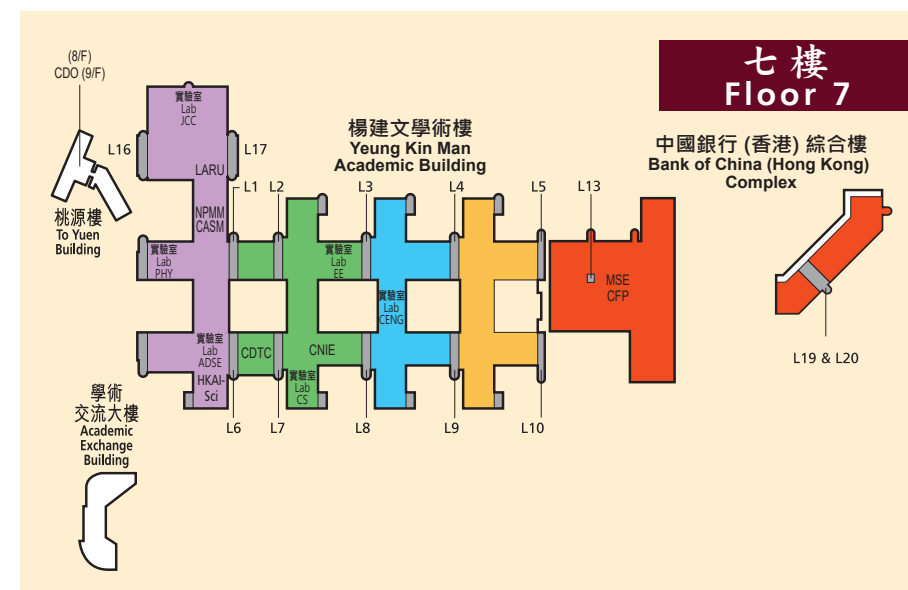 七樓
Floor 7
(8/F)
CDO (9/F)
桃源樓
To Yuen
Building
楊建文學術樓
Yeung Kin Man
Academic Building
中國銀行 (香港) 綜合樓
Bank of China (Hong Kong)
Complex
實驗室
Lab
JCC
L16
L17
LARU
L1
L2
L3
L4
L5
L13
NPMM
CASM
實驗室
Lab
PHY
實驗室
Lab
EE
MSE
CFP
實驗室
Lab
CENG
實驗室
Lab
ADSE
CDTC
CNIE
HKAI-
Sci
實驗室
Lab
CS
L19 & L20
L6
L7
L8
L9
L10
學術
交流大樓
Academic
Exchange
Building